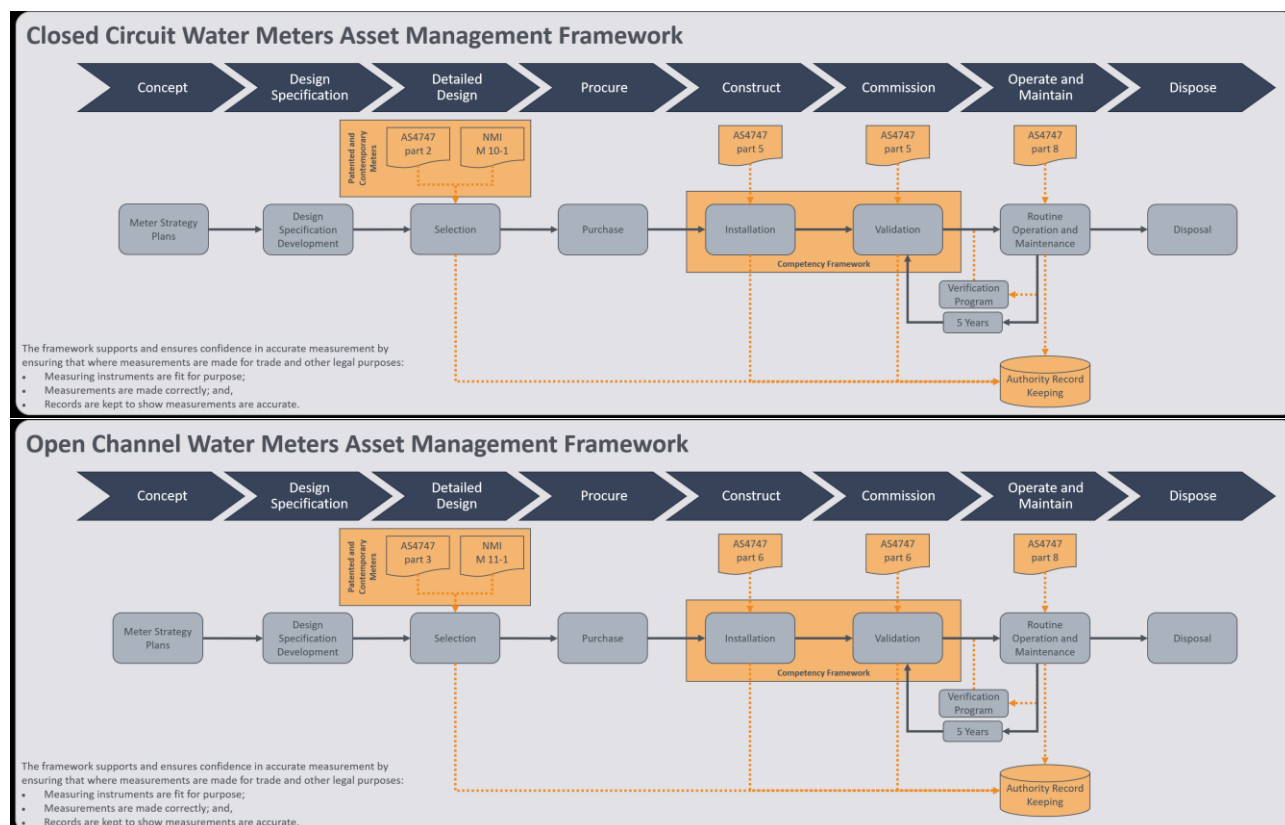 Closed Circuit Water Meters Asset Management Framework
Concept
Design
Specification
Detailed
Design
Procure
Construct
Commission
Operate and
Maintain
Dispose
Patented and
Contemporary
Meters
AS4747
part 2
NMI
M 10-1
AS4747
part 5
AS4747
part 5
AS4747
part 8
Meter Strategy
Plans
Design
Specification
Development
Selection
Purchase
Installation
Validation
Routine
Operation and
Maintenance
Disposal
Competency Framework
Verification
Program
5 Years
The framework supports and ensures confidence in accurate measurement by
ensuring that where measurements are made for trade and other legal purposes:
• Measuring instruments are fit for purpose;
• Measurements are made correctly; and,
• Records are kept to show measurements are accurate.
Authority Record
Keeping
Open Channel Water Meters Asset Management Framework
Concept
Design
Specification
Detailed
Design
Procure
Construct
Commission
Operate and
Maintain
Dispose
Patented and
Contemporary
Meters
AS4747
part 3
NMI
M 11-1
AS4747
part 6
AS4747
part 6
AS4747
part 8
Meter Strategy
Plans
Design
Specification
Development
Selection
Purchase
Installation
Validation
Routine
Operation and
Maintenance
Disposal
Competency Framework
Verification
Program
5 Years
The framework supports and ensures confidence in accurate measurement by
ensuring that where measurements are made for trade and other legal purposes:
• Measuring instruments are fit for purpose;
• Measurements are made correctly; and,
• Records are kept to show measurements are accurate.
Authority Record
Keeping